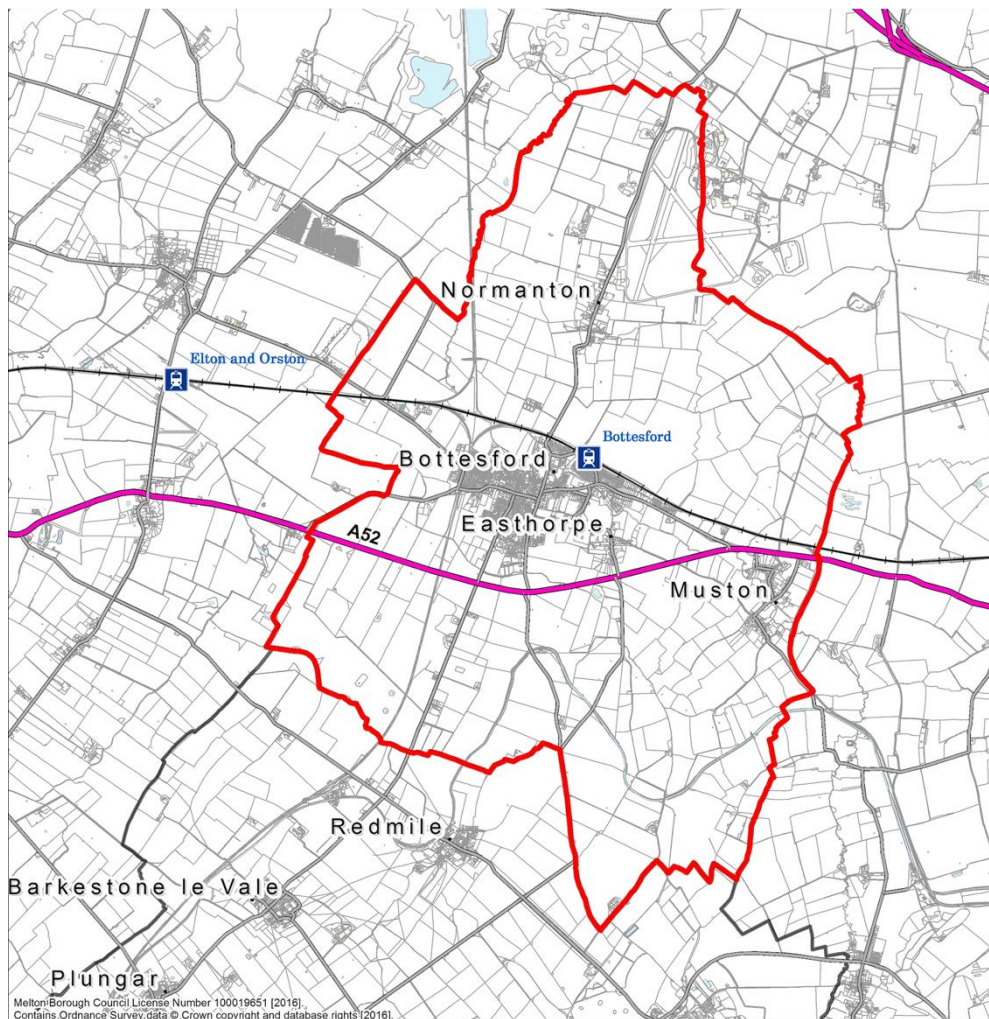 Normanton
Elton and Orston
Bottesford
Bottesford
A52
Easthorpe
Muston
Redmile
Barkestone le Vale
Plungar
Melton Borough Council License Number 100019651 [2016].
Contains Ordnance Survey data © Crown copyright and database rights [2016].